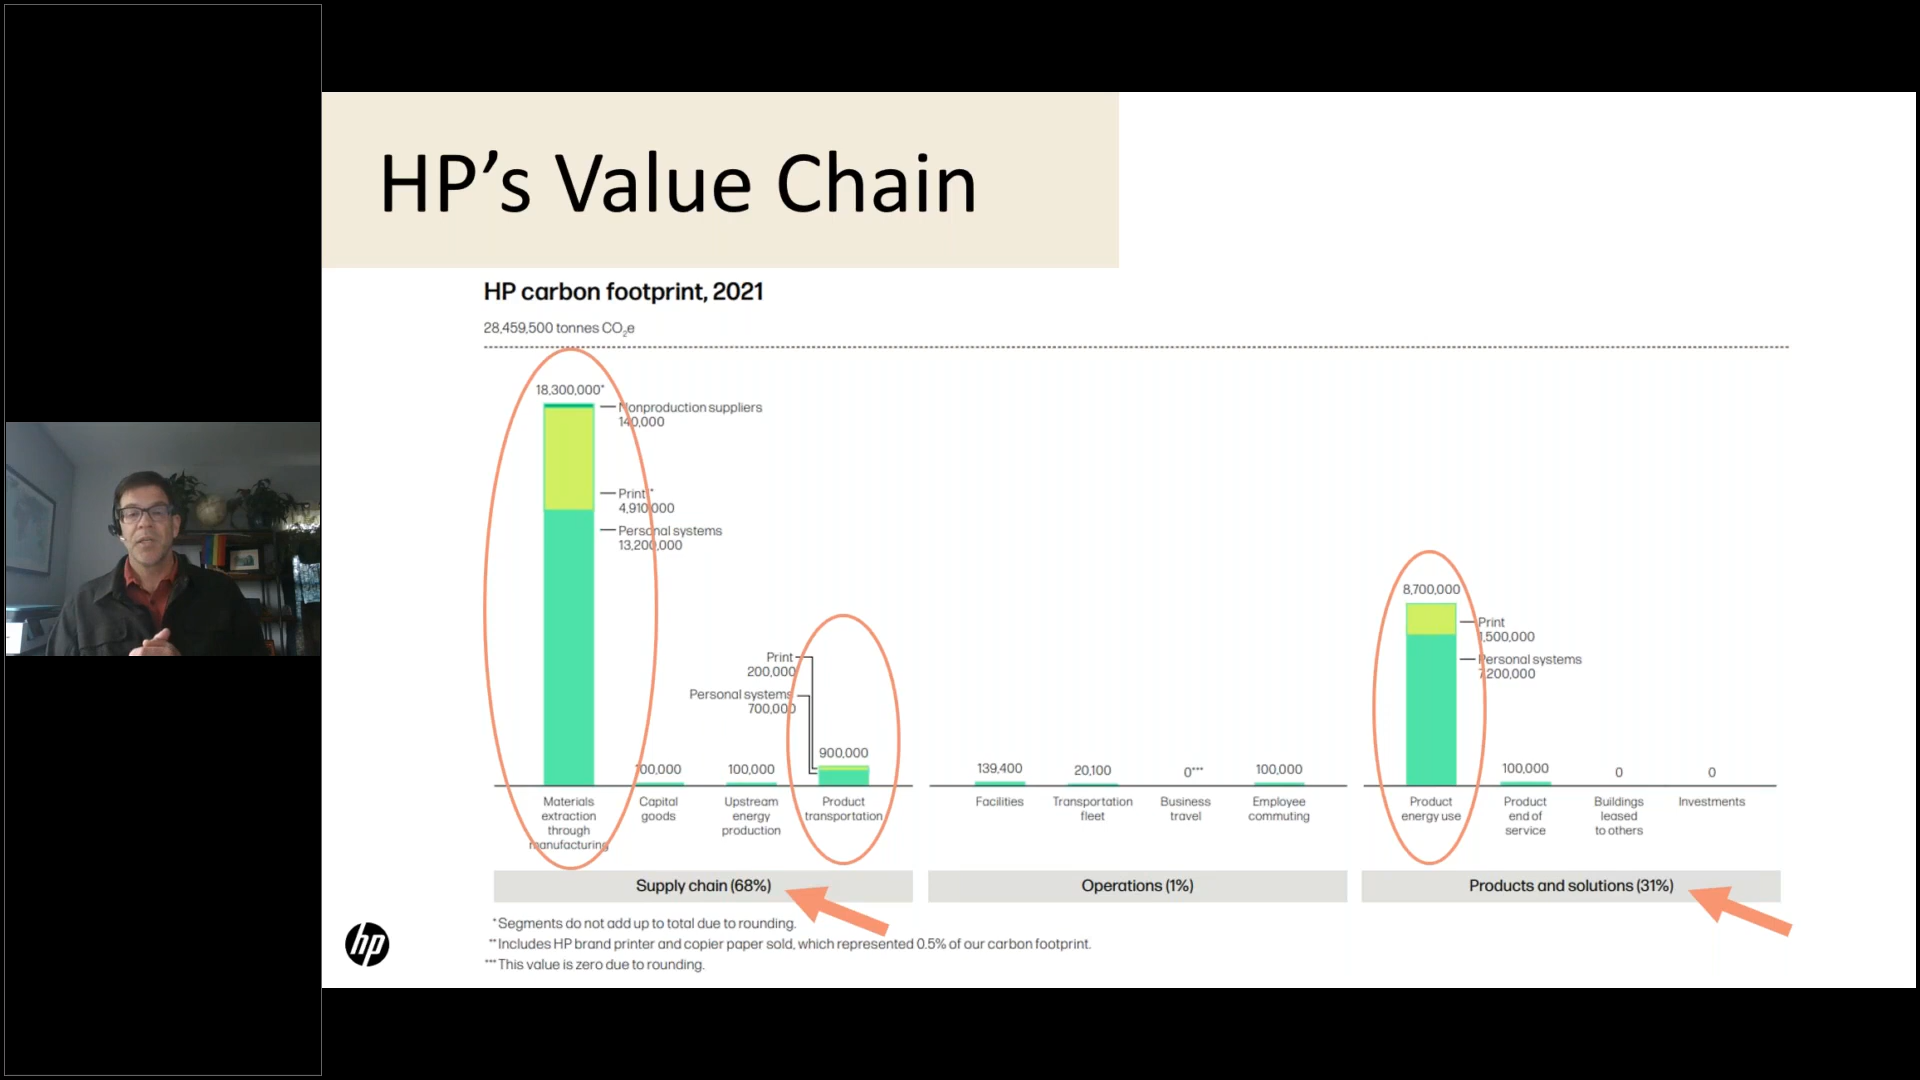 HP's Value Chain
HP carbon footprint, 2021
28,459,500 tonnes CO₂e
18,300,000*
Nonproduction suppliers
140,000
Print**
4,910,000
Personal systems
13,200,000
100,000
100,000
Print
200,000
Personal systems
700,000
900,000
139,400
20,100
0***
100,000
8,700,000
Print
1,500,000
Personal systems
7,200,000
100,000
0
0
Materials
extraction
through
manufacturing
Capital
goods
Upstream
energy
production
Product
transportation
Facilities
Transportation
fleet
Business
travel
Employee
commuting
Product
energy use
Product
end of
service
Buildings
leased
to others
Investments
Supply chain (68%)
Operations (1%)
Products and solutions (31%)
*Segments do not add up to total due to rounding.
**Includes HP brand printer and copier paper sold, which represented 0.5% of our carbon footprint.
***This value is zero due to rounding.
hp